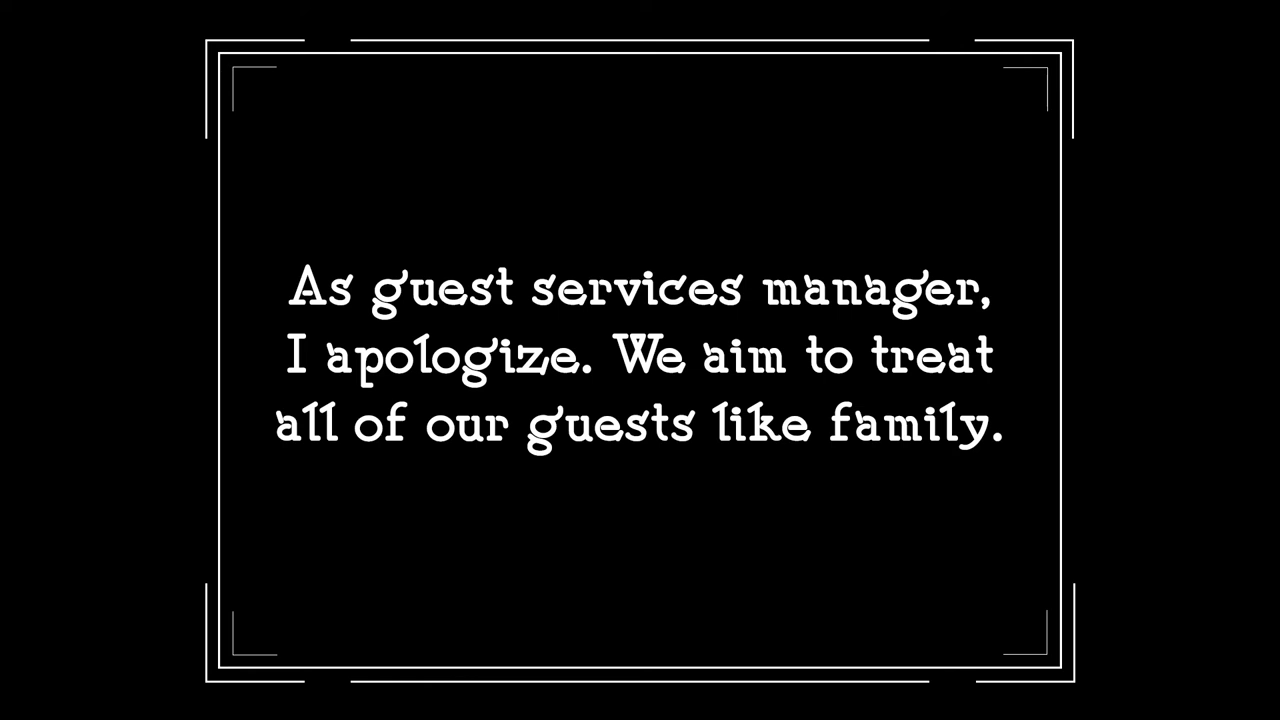 As guest services manager,
I apologize. We aim to treat
all of our guests like family.